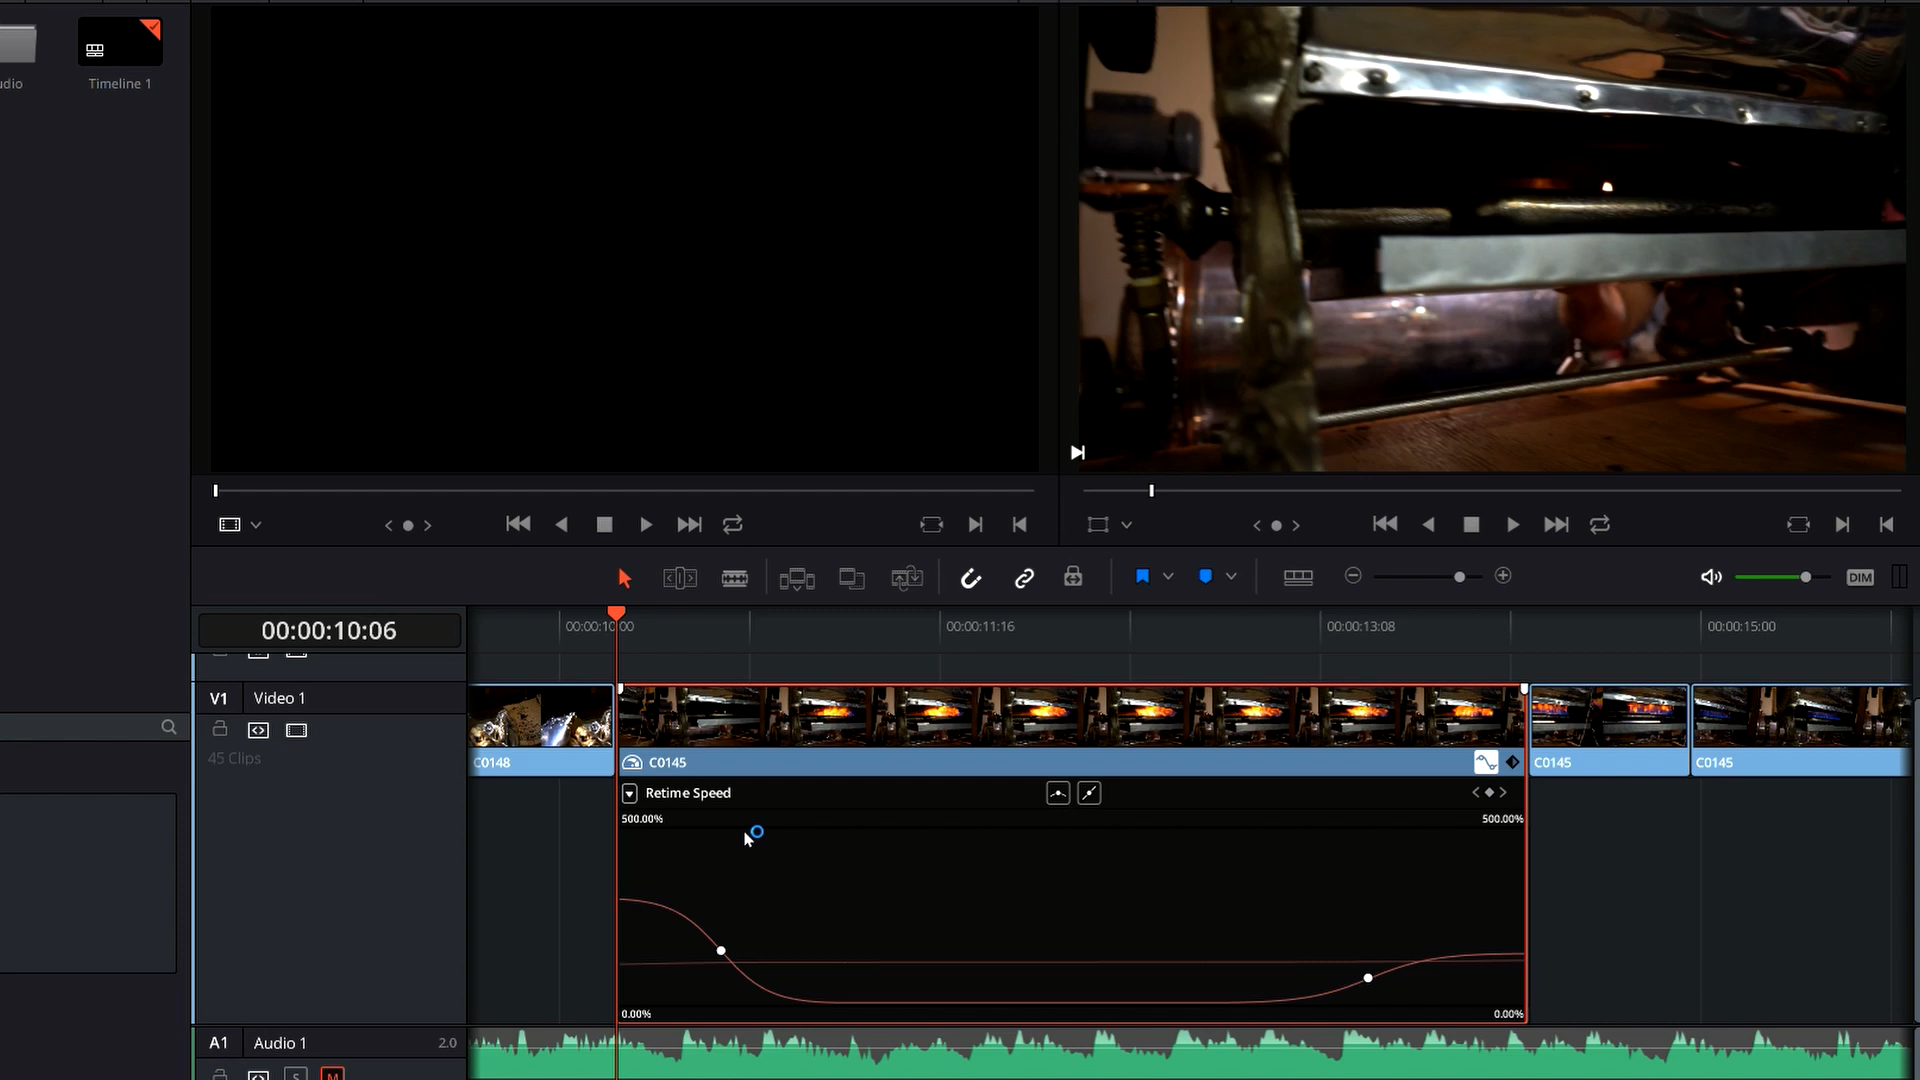 udio
Timeline 1
DIM
00:00:10:06
00:00:10:00
00:00:11:16
00:00:13:08
00:00:15:00
V1
Video 1
45 Clips
C0148
C0145
C0145
C0145
Retime Speed
500.00%
500.00%
0.00%
0.00%
A1
Audio 1
2.0
S
M